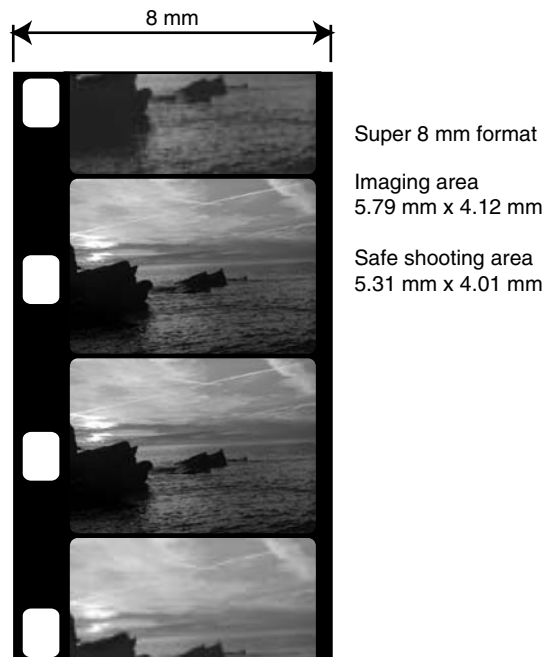 8 mm
Super 8 mm format
Imaging area
5.79 mm x 4.12 mm
Safe shooting area
5.31 mm x 4.01 mm